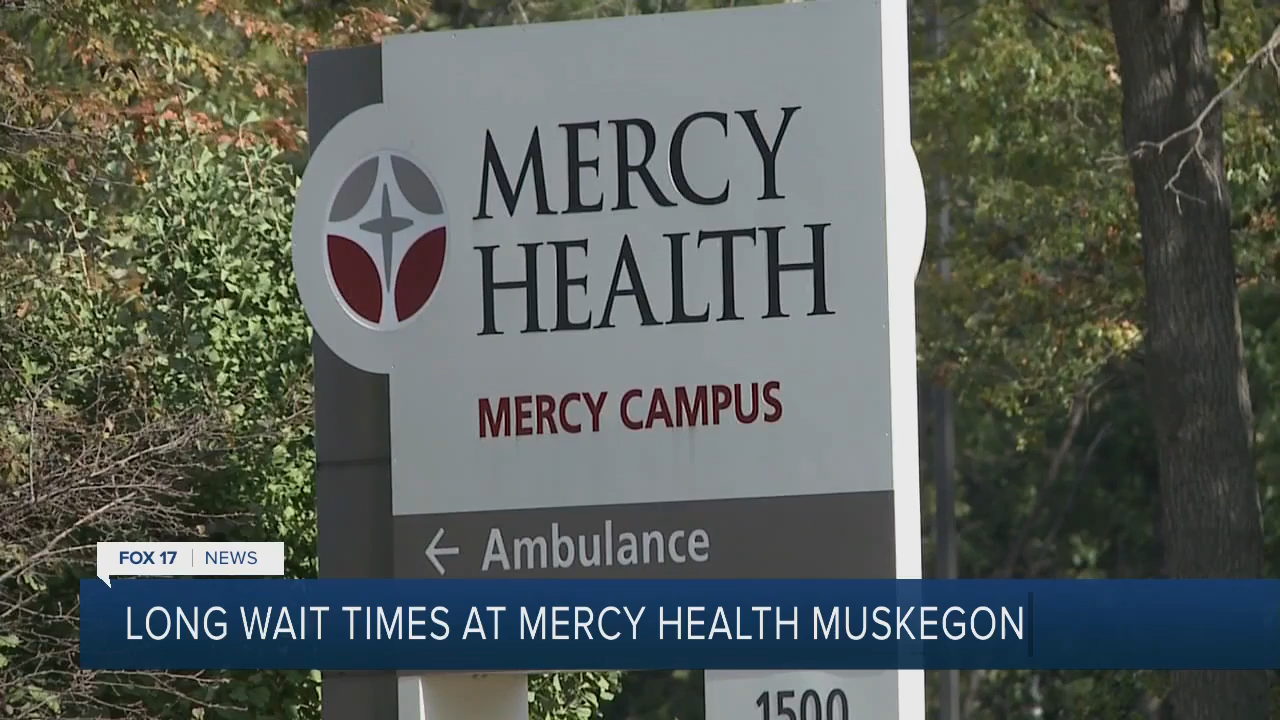 MERCY
HEALTH
MERCY CAMPUS
← Ambulance
FOX 17 | NEWS
LONG WAIT TIMES AT MERCY HEALTH MUSKEGON
1500